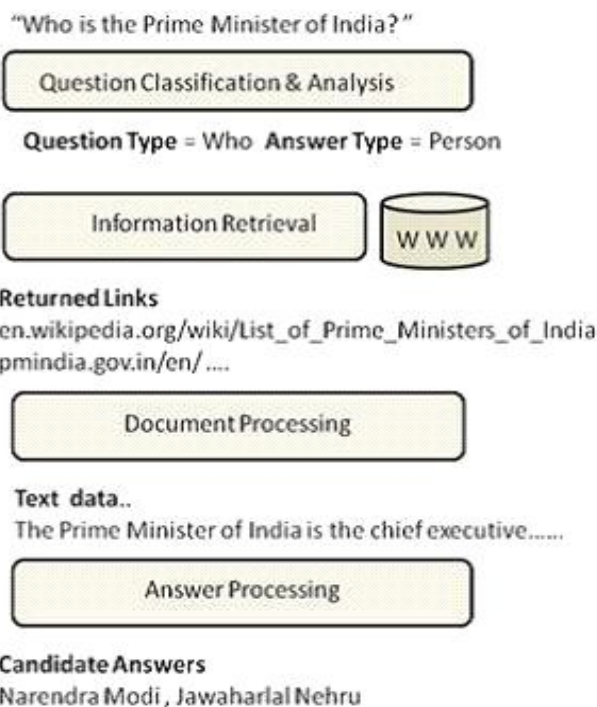 "Who is the Prime Minister of India?"
Question Classification & Analysis
Question Type = Who Answer Type = Person
Information Retrieval
W W W
Returned Links
en.wikipedia.org/wiki/List_of_Prime_Ministers_of_India
pmindia.gov.in/en/....
Document Processing
Text data..
The Prime Minister of India is the chief executive......
Answer Processing
Candidate Answers
Narendra Modi, Jawaharlal Nehru